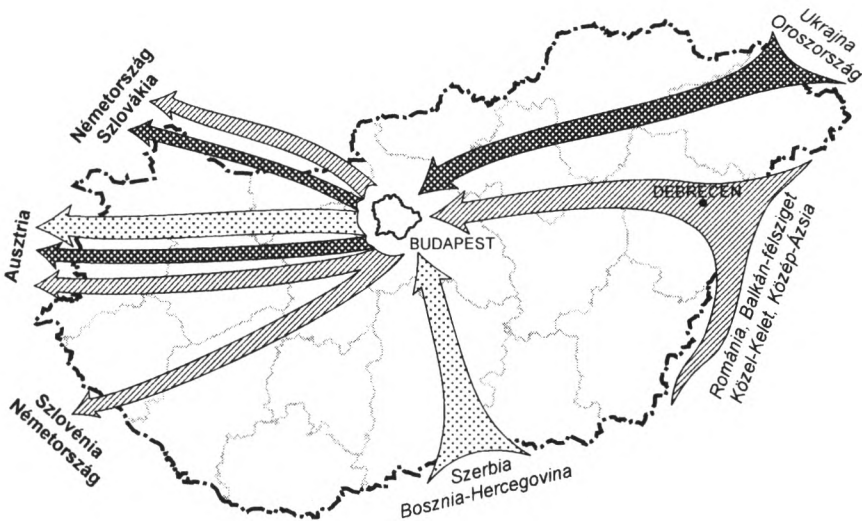 Ukrajna
Oroszország
Németország
Szlovákia
DEBRECEN
Ausztria
BUDAPEST
Románia, Balkán-félsziget
Közel-Kelet, Közép-Ázsia
Szlovénia
Németország
Szerbia
Bosznia-Hercegovina